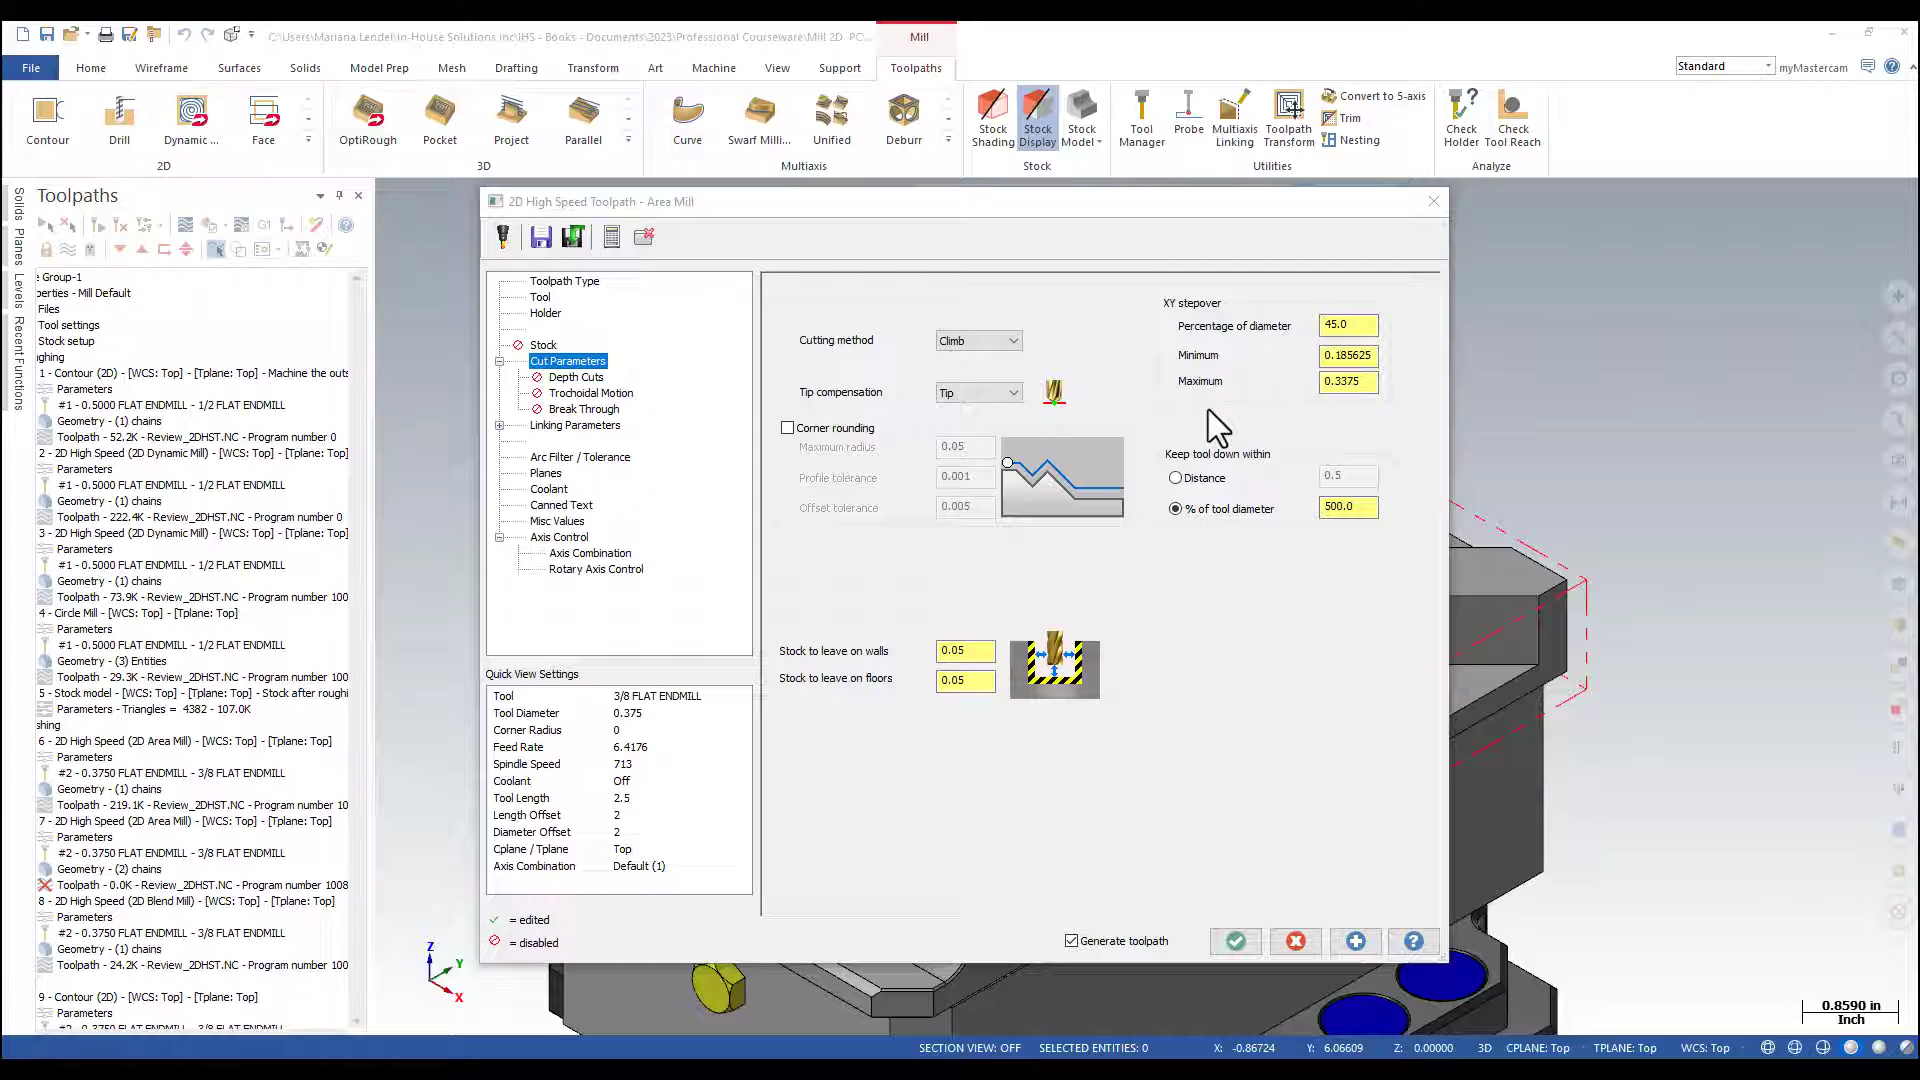 C:\Users\Mariana Lendel\In-House Solutions Inc\IHS - Books - Documents\2023\Professional Courseware\Mill 2D PC\...
Mill
File Home Wireframe Surfaces Solids Model Prep Mesh Drafting Transform Art Machine View Support Toolpaths
Standard myMastercam
Contour Drill Dynamic ... Face
OptiRough Pocket Project Parallel
Curve Swarf Milli... Unified Deburr
Stock Shading Stock Display Stock Model
Tool Manager Probe Multiaxis Linking Toolpath Transform
Convert to 5-axis
Trim
Nesting
Check Holder Check Tool Reach
2D 3D Multiaxis Stock Utilities Analyze
Toolpaths
Solids Planes Levels Recent Functions
G1
e Group-1
perties - Mill Default
Files
Tool settings
Stock setup
ughing
1 - Contour (2D) - [WCS: Top] - [Tplane: Top] - Machine the outs
Parameters
#1 - 0.5000 FLAT ENDMILL - 1/2 FLAT ENDMILL
Geometry - (1) chains
Toolpath - 52.2K - Review_2DHST.NC - Program number 0
2 - 2D High Speed (2D Dynamic Mill) - [WCS: Top] - [Tplane: Top]
Parameters
#1 - 0.5000 FLAT ENDMILL - 1/2 FLAT ENDMILL
Geometry - (1) chains
Toolpath - 222.4K - Review_2DHST.NC - Program number 0
3 - 2D High Speed (2D Dynamic Mill) - [WCS: Top] - [Tplane: Top]
Parameters
#1 - 0.5000 FLAT ENDMILL - 1/2 FLAT ENDMILL
Geometry - (1) chains
Toolpath - 73.9K - Review_2DHST.NC - Program number 100
4 - Circle Mill - [WCS: Top] - [Tplane: Top]
Parameters
#1 - 0.5000 FLAT ENDMILL - 1/2 FLAT ENDMILL
Geometry - (3) Entities
Toolpath - 29.3K - Review_2DHST.NC - Program number 100
5 - Stock model - [WCS: Top] - [Tplane: Top] - Stock after roughi
Parameters - Triangles = 4382 - 107.0K
shing
6 - 2D High Speed (2D Area Mill) - [WCS: Top] - [Tplane: Top]
Parameters
#2 - 0.3750 FLAT ENDMILL - 3/8 FLAT ENDMILL
Geometry - (1) chains
Toolpath - 219.1K - Review_2DHST.NC - Program number 10
7 - 2D High Speed (2D Area Mill) - [WCS: Top] - [Tplane: Top]
Parameters
#2 - 0.3750 FLAT ENDMILL - 3/8 FLAT ENDMILL
Geometry - (2) chains
Toolpath - 0.0K - Review_2DHST.NC - Program number 1008
8 - 2D High Speed (2D Blend Mill) - [WCS: Top] - [Tplane: Top]
Parameters
#2 - 0.3750 FLAT ENDMILL - 3/8 FLAT ENDMILL
Geometry - (1) chains
Toolpath - 24.2K - Review_2DHST.NC - Program number 100
9 - Contour (2D) - [WCS: Top] - [Tplane: Top]
Parameters
#2 - 0.3750 FLAT ENDMILL - 3/8 FLAT ENDMILL
2D High Speed Toolpath - Area Mill
Toolpath Type
Tool
Holder
Stock
Cut Parameters
Depth Cuts
Trochoidal Motion
Break Through
Linking Parameters
Arc Filter / Tolerance
Planes
Coolant
Canned Text
Misc Values
Axis Control
Axis Combination
Rotary Axis Control
Quick View Settings
Tool 3/8 FLAT ENDMILL
Tool Diameter 0.375
Corner Radius 0
Feed Rate 6.4176
Spindle Speed 713
Coolant Off
Tool Length 2.5
Length Offset 2
Diameter Offset 2
Cplane / Tplane Top
Axis Combination Default (1)
= edited
= disabled
Cutting method Climb
Tip compensation Tip
Corner rounding
Maximum radius 0.05
Profile tolerance 0.001
Offset tolerance 0.005
Stock to leave on walls 0.05
Stock to leave on floors 0.05
XY stepover
Percentage of diameter 45.0
Minimum 0.185625
Maximum 0.3375
Keep tool down within
Distance 0.5
% of tool diameter 500.0
Generate toolpath
Z
Y
X
0.8590 in
Inch
SECTION VIEW: OFF SELECTED ENTITIES: 0 X: -0.86724 Y: 6.06609 Z: 0.00000 3D CPLANE: Top TPLANE: Top WCS: Top